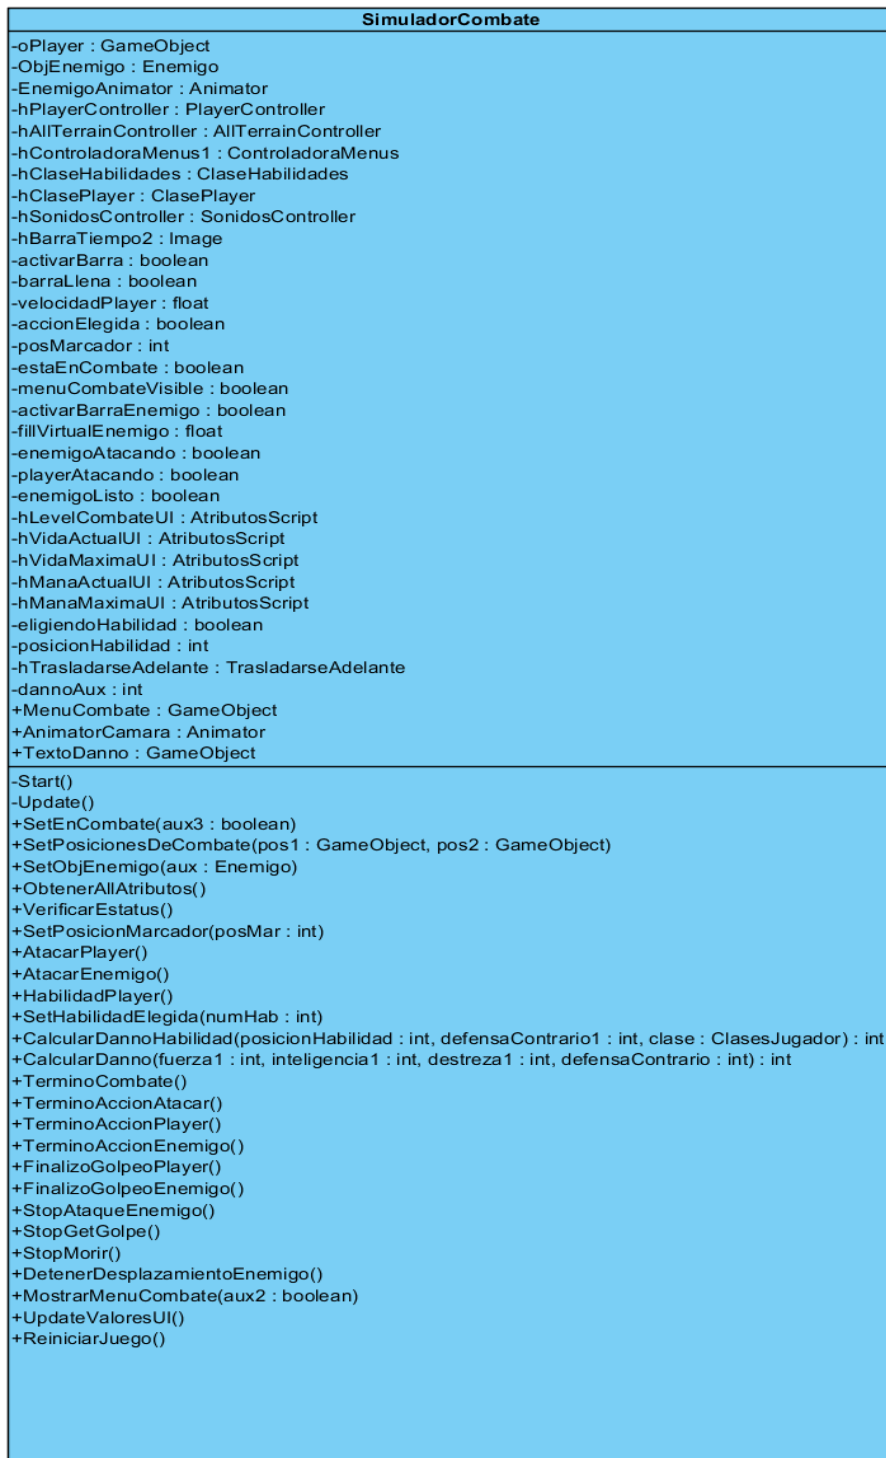 SimuladorCombate
-oPlayer : GameObject
-ObjEnemigo : Enemigo
-EnemigoAnimator : Animator
-hPlayerController : PlayerController
-hAllTerrainController : AllTerrainController
-hControladoraMenus1 : ControladoraMenus
-hClaseHabilidades : ClaseHabilidades
-hClasePlayer : ClasePlayer
-hSonidosController : SonidosController
-hBarraTiempo2 : Image
-activarBarra : boolean
-barraLlena : boolean
-velocidadPlayer : float
-accionElegida : boolean
-posMarcador : int
-estaEnCombate : boolean
-menuCombateVisible : boolean
-activarBarraEnemigo : boolean
-fillVirtualEnemigo : float
-enemigoAtacando : boolean
-playerAtacando : boolean
-enemigoListo : boolean
-hLevelCombateUI : AtributosScript
-hVidaActualUI : AtributosScript
-hVidaMaximaUI : AtributosScript
-hManaActualUI : AtributosScript
-hManaMaximaUI : AtributosScript
-eligiendoHabilidad : boolean
-posicionHabilidad : int
-hTrasladarseAdelante : TrasladarseAdelante
-dannoAux : int
+MenuCombate : GameObject
+AnimatorCamara : Animator
+TextoDanno : GameObject
-Start()
-Update()
+SetEnCombate(aux3 : boolean)
+SetPosicionesDeCombate(pos1 : GameObject, pos2 : GameObject)
+SetObjEnemigo(aux : Enemigo)
+ObtenerAllAtributos()
+VerificarEstatus()
+SetPosicionMarcador(posMar : int)
+AtacarPlayer()
+AtacarEnemigo()
+HabilidadPlayer()
+SetHabilidadElegida(numHab : int)
+CalcularDannoHabilidad(posicionHabilidad : int, defensaContrario1 : int, clase : ClasesJugador) : int
+CalcularDanno(fuerza1 : int, inteligencia1 : int, destreza1 : int, defensaContrario : int) : int
+TerminoCombate()
+TerminoAccionAtacar()
+TerminoAccionPlayer()
+TerminoAccionEnemigo()
+FinalizoGolpeoPlayer()
+FinalizoGolpeoEnemigo()
+StopAtaqueEnemigo()
+StopGetGolpe()
+StopMorir()
+DetenerDesplazamientoEnemigo()
+MostrarMenuCombate(aux2 : boolean)
+UpdateValoresUI()
+ReiniciarJuego()